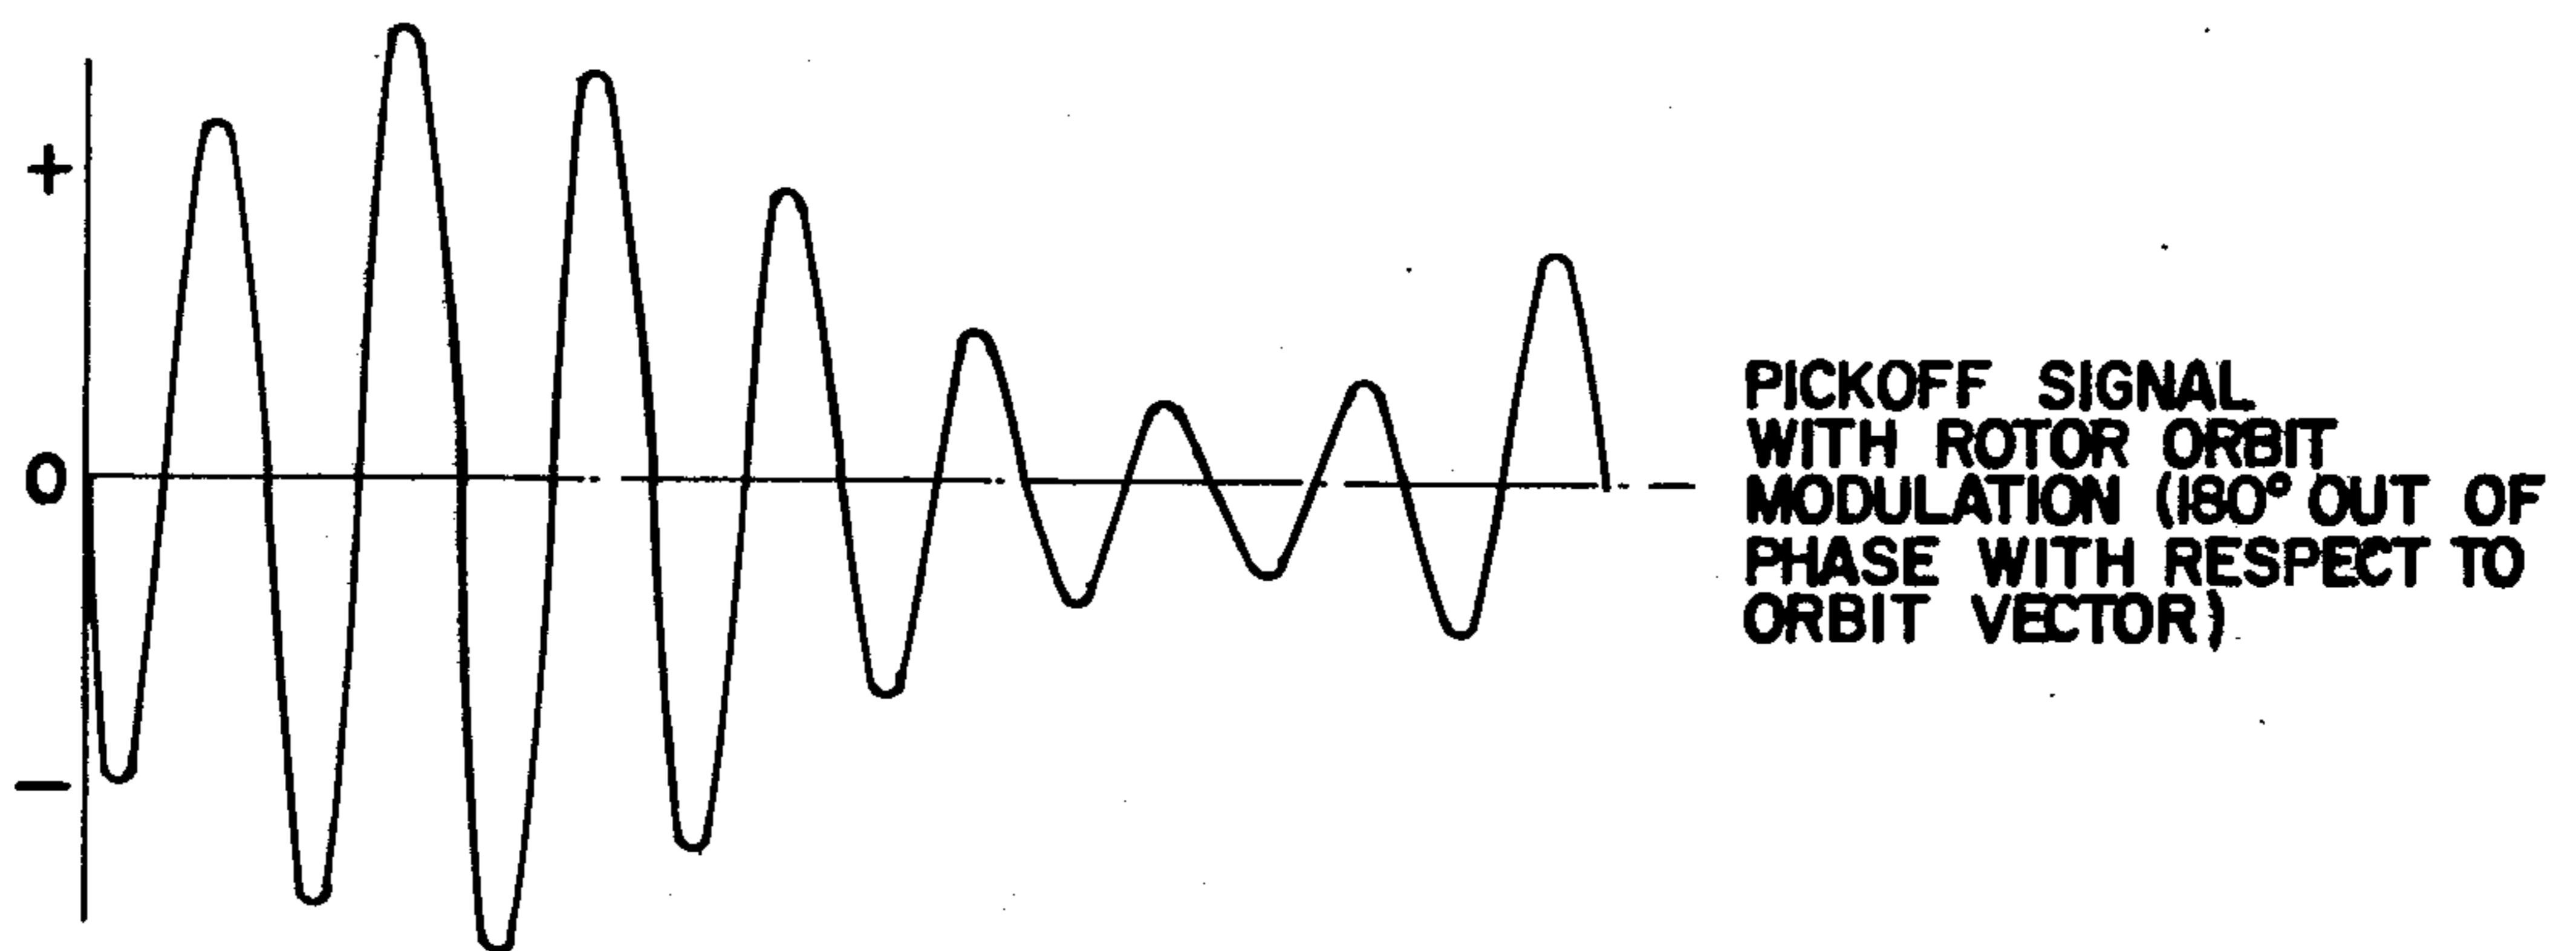 +
0
−
PICKOFF SIGNAL
WITH ROTOR ORBIT
MODULATION (180° OUT OF
PHASE WITH RESPECT TO
ORBIT VECTOR)